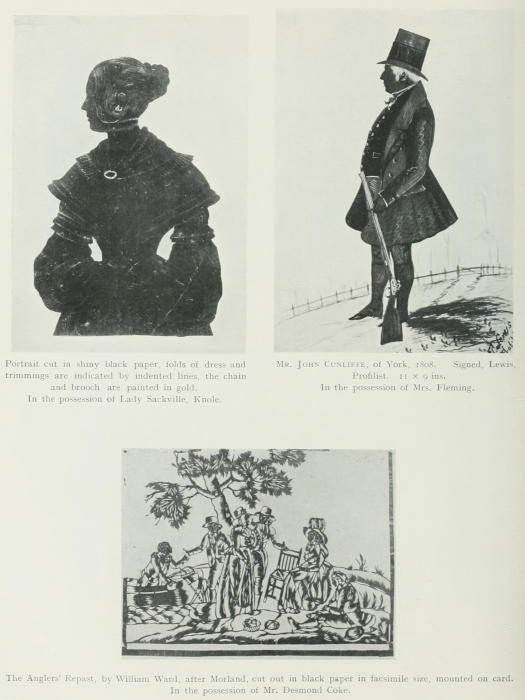 Portrait cut in shiny black paper, folds of dress and
trimmings are indicated by indented lines, the chain
and brooch are painted in gold.
In the possession of Lady Sackville, Knole.
Mr. John Cunliffe, of York, 1808. Signed, Lewis,
Profilist. 11 × 9 ins.
In the possession of Mrs. Fleming.
The Anglers' Repast, by William Ward, after Morland, cut out in black paper in facsimile size, mounted on card.
In the possession of Mr. Desmond Coke.